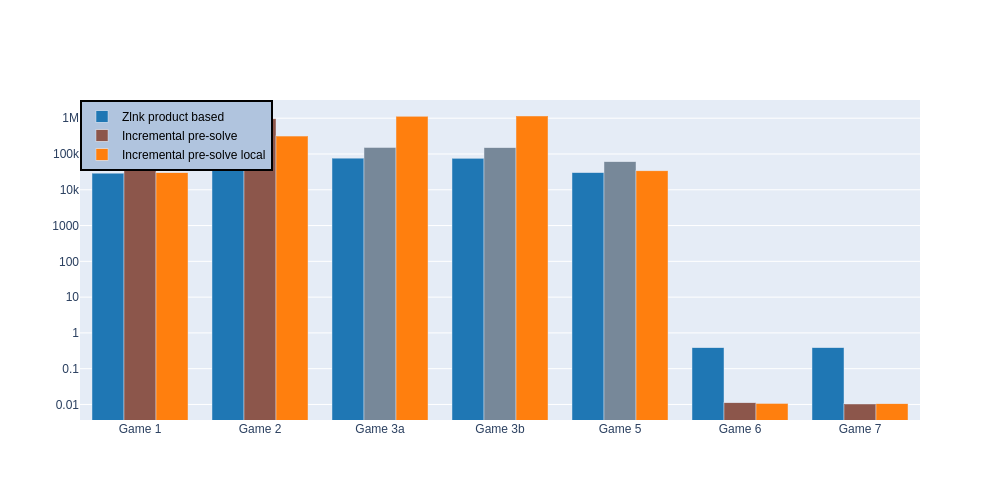 Zlnk product based
Incremental pre-solve
Incremental pre-solve local
1M
100k
10k
1000
100
10
1
0.1
0.01
Game 1 Game 2 Game 3a Game 3b Game 5 Game 6 Game 7